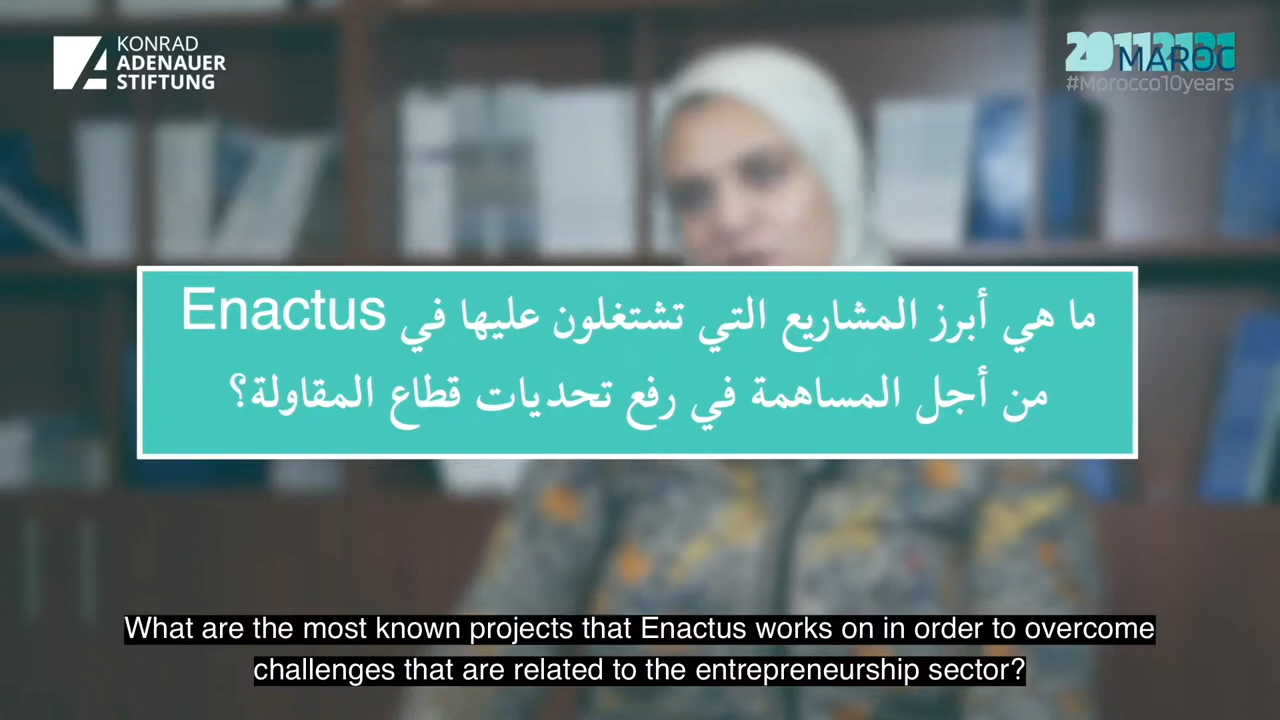 KONRAD
ADENAUER
STIFTUNG
20112121
MAROC
#Morocco10years
ما هي أبرز المشاريع التي تشتغلون عليها في Enactus
من أجل المساهمة في رفع تحديات قطاع المقاولة؟
What are the most known projects that Enactus works on in order to overcome
challenges that are related to the entrepreneurship sector?